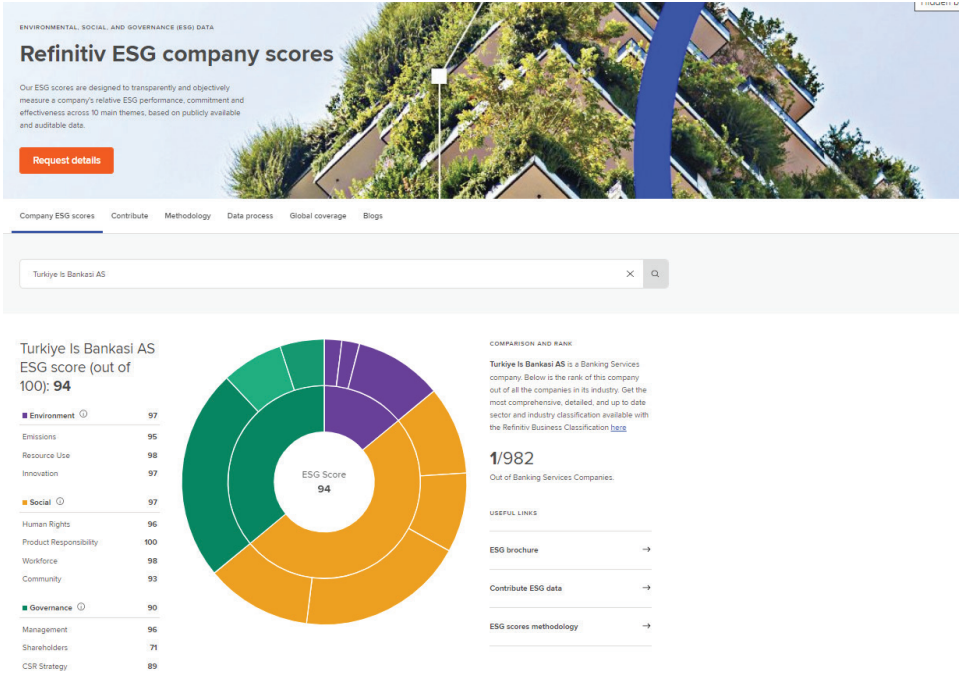 Hidden b
ENVIRONMENTAL, SOCIAL, AND GOVERNANCE (ESG) DATA
Refinitiv ESG company scores
Our ESG scores are designed to transparently and objectively
measure a company's relative ESG performance, commitment and
effectiveness across 10 main themes, based on publicly available
and auditable data.
Request details
Company ESG scores Contribute Methodology Data process Global coverage Blogs
Turkiye Is Bankasi AS
Turkiye Is Bankasi AS
ESG score (out of
100): 94
Environment 97
Emissions 95
Resource Use 98
Innovation 97
Social 97
Human Rights 96
Product Responsibility 100
Workforce 98
Community 93
Governance 90
Management 96
Shareholders 71
CSR Strategy 89
ESG Score
94
COMPARISON AND RANK
Turkiye Is Bankasi AS is a Banking Services
company. Below is the rank of this company
out of all the companies in its industry. Get the
most comprehensive, detailed, and up to date
sector and industry classification available with
the Refinitiv Business Classification here
1/982
Out of Banking Services Companies.
USEFUL LINKS
ESG brochure
Contribute ESG data
ESG scores methodology